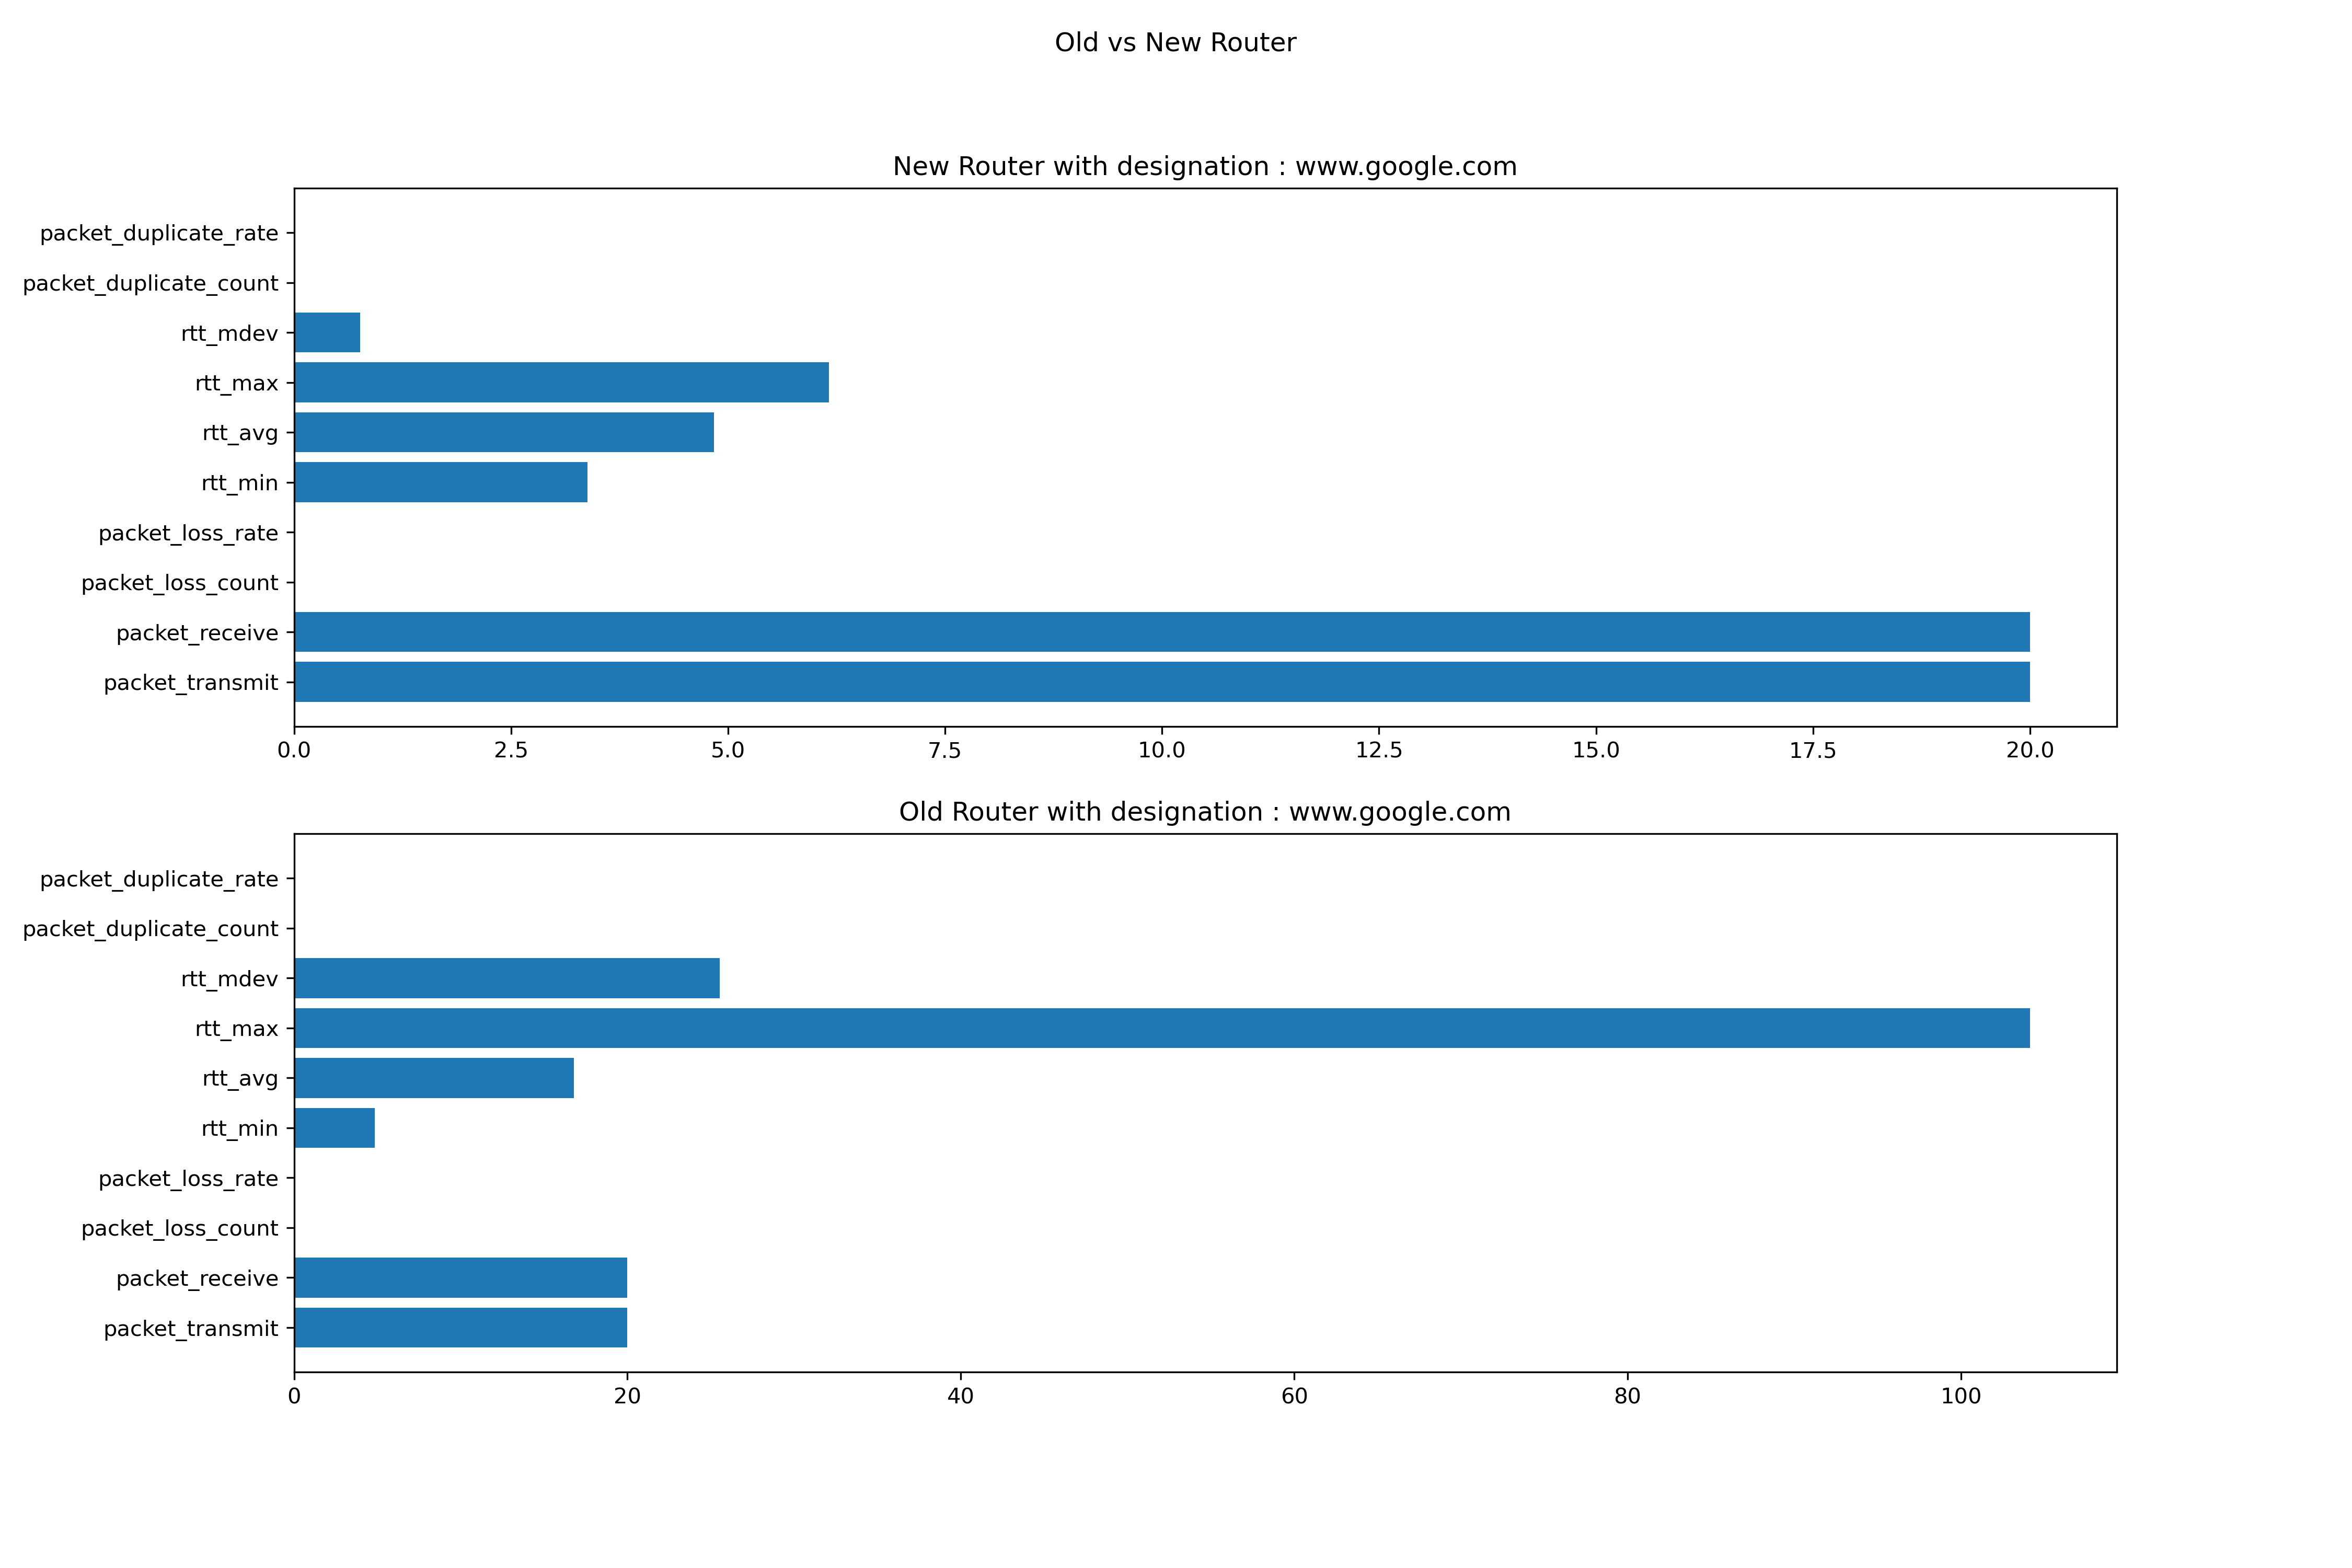 Old vs New Router
New Router with designation : www.google.com
packet_duplicate_rate
packet_duplicate_count
rtt_mdev
rtt_max
rtt_avg
rtt_min
packet_loss_rate
packet_loss_count
packet_receive
packet_transmit
0.0 2.5 5.0 7.5 10.0 12.5 15.0 17.5 20.0
Old Router with designation : www.google.com
packet_duplicate_rate
packet_duplicate_count
rtt_mdev
rtt_max
rtt_avg
rtt_min
packet_loss_rate
packet_loss_count
packet_receive
packet_transmit
0 20 40 60 80 100